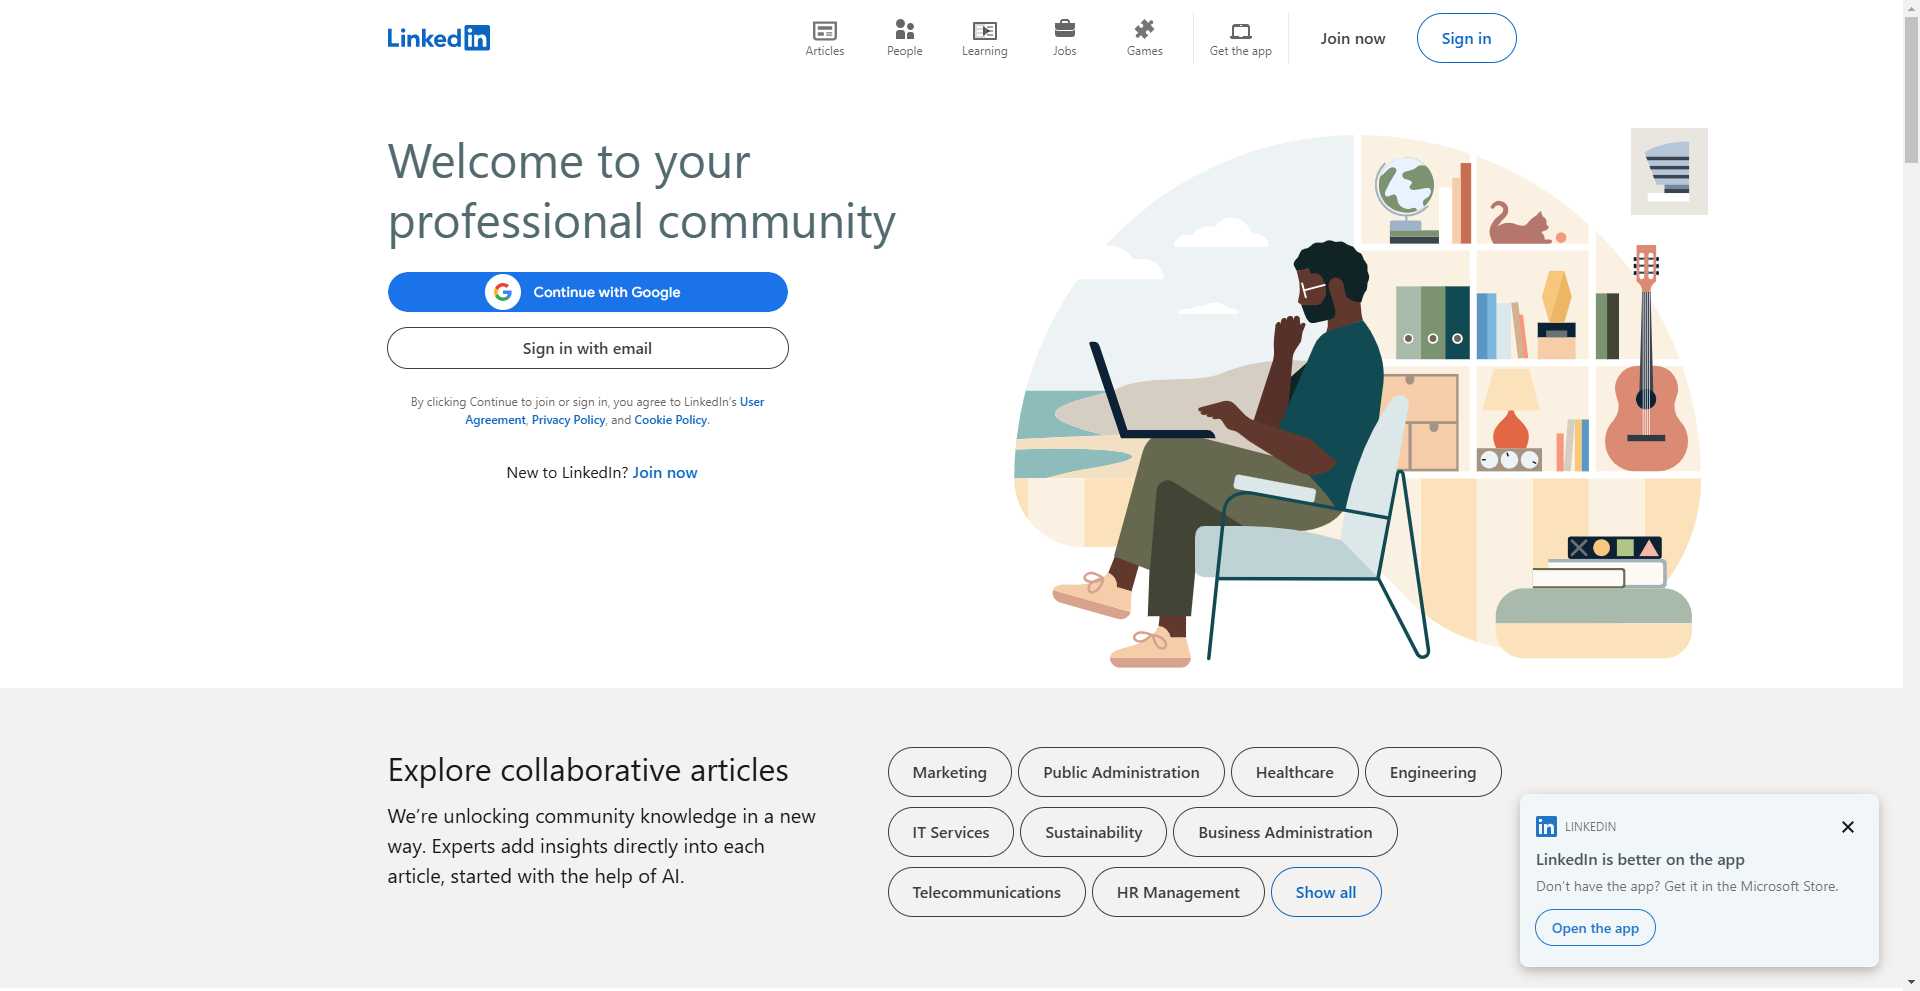 Linked in
Articles
People
Learning
Jobs
Games
Get the app
Join now
Sign in
Welcome to your
professional community
Continue with Google
Sign in with email
By clicking Continue to join or sign in, you agree to LinkedIn’s User
Agreement, Privacy Policy, and Cookie Policy.
New to LinkedIn? Join now
Explore collaborative articles
We’re unlocking community knowledge in a new
way. Experts add insights directly into each
article, started with the help of AI.
Marketing
Public Administration
Healthcare
Engineering
IT Services
Sustainability
Business Administration
Telecommunications
HR Management
Show all
in LINKEDIN
LinkedIn is better on the app
Don’t have the app? Get it in the Microsoft Store.
Open the app